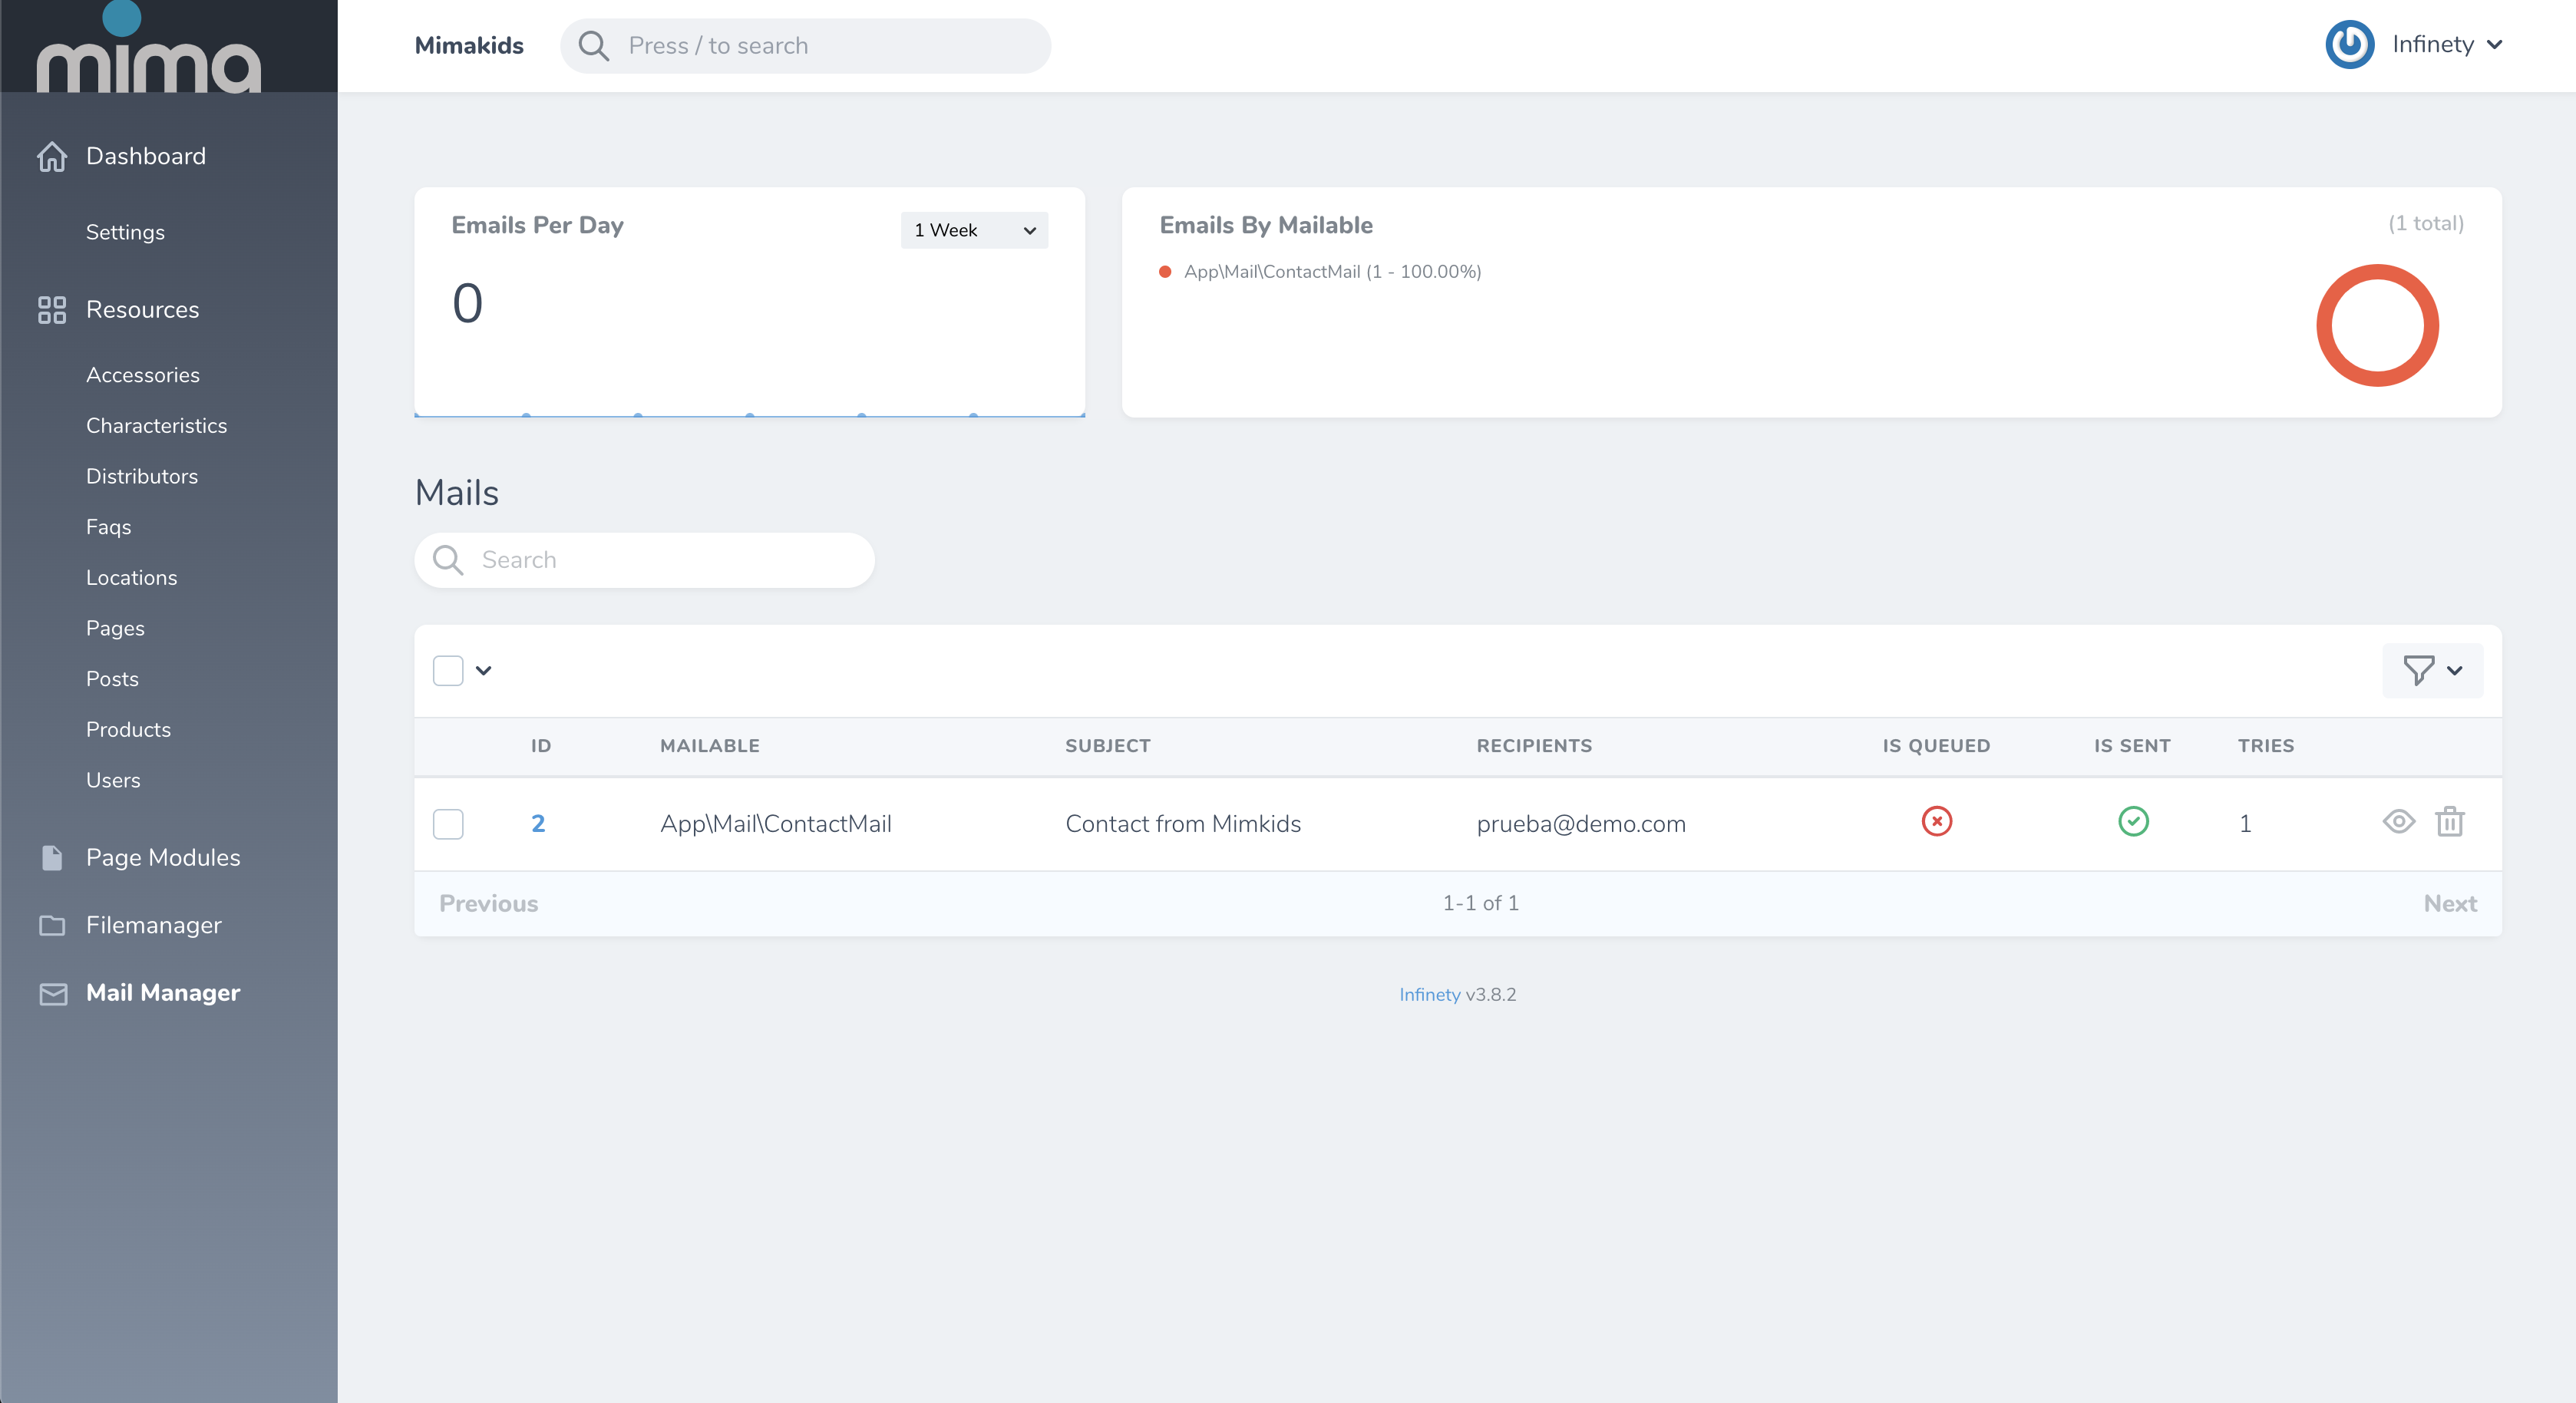 mima
Mimakids
Press / to search
Infinety
Dashboard
Settings
Resources
Accessories
Characteristics
Distributors
Faqs
Locations
Pages
Posts
Products
Users
Page Modules
Filemanager
Mail Manager
Emails Per Day
1 Week
0
Emails By Mailable
(1 total)
App\Mail\ContactMail (1 - 100.00%)
Mails
Search
ID MAILABLE SUBJECT RECIPIENTS IS QUEUED IS SENT TRIES
2 App\Mail\ContactMail Contact from Mimkids prueba@demo.com 1
Previous 1-1 of 1 Next
Infinety v3.8.2